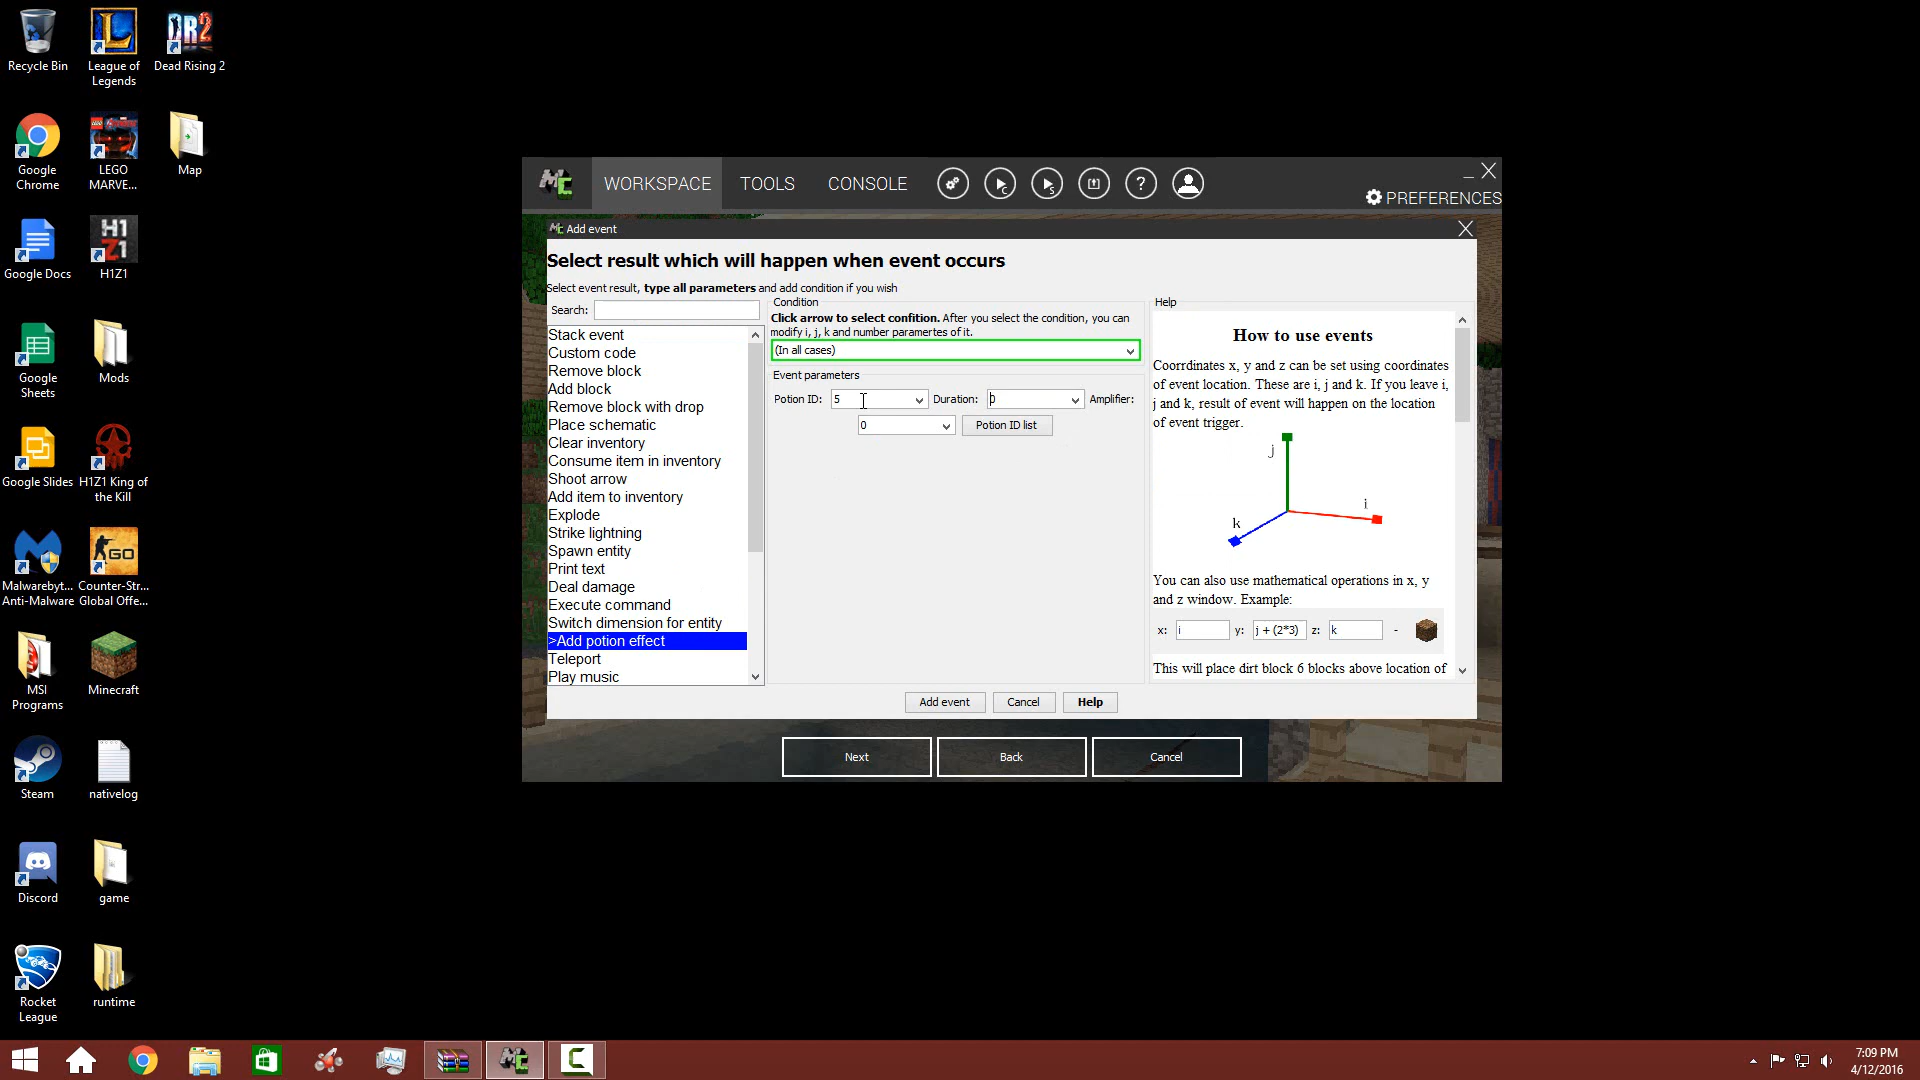 Recycle Bin
League of
Legends
Dead Rising 2
Google
Chrome
LEGO
MARVE...
Map
Google Docs
H1Z1
Google
Sheets
Mods
Google Slides
H1Z1 King of
the Kill
Malwarebyt...
Anti-Malware
Counter-Str...
Global Offe...
MSI
Programs
Minecraft
Steam
nativelog
Discord
game
Rocket
League
runtime
WORKSPACE
TOOLS
CONSOLE
PREFERENCES
Add event
Select result which will happen when event occurs
Select event result, type all parameters and add condition if you wish
Search:
Stack event
Custom code
Remove block
Add block
Remove block with drop
Place schematic
Clear inventory
Consume item in inventory
Shoot arrow
Add item to inventory
Explode
Strike lightning
Spawn entity
Print text
Deal damage
Execute command
Switch dimension for entity
>Add potion effect
Teleport
Play music
Condition
Click arrow to select confition. After you select the condition, you can
modify i, j, k and number paramertes of it.
(In all cases)
Event parameters
Potion ID: 5 Duration: 0 Amplifier:
0 Potion ID list
Help
How to use events
Coorrdinates x, y and z can be set using coordinates
of event location. These are i, j and k. If you leave i,
j and k, result of event will happen on the location
of event trigger.
j
i
k
You can also use mathematical operations in x, y
and z window. Example:
x: i y: j + (2*3) z: k -
This will place dirt block 6 blocks above location of
Add event Cancel Help
Next Back Cancel
7:09 PM
4/12/2016